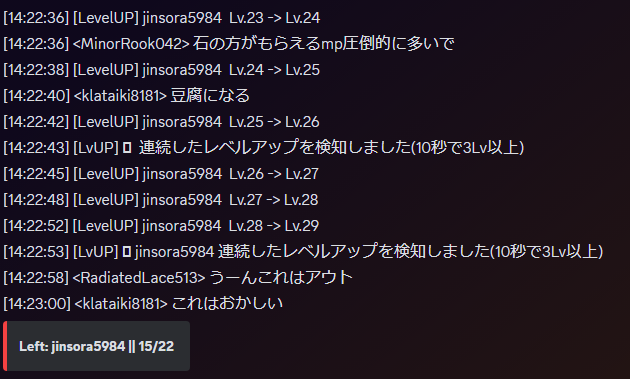 [14:22:36] [LevelUP] jinsora5984 Lv.23 -> Lv.24
[14:22:36] <MinorRook042> 石の方がもらえるmp圧倒的に多いで
[14:22:38] [LevelUP] jinsora5984 Lv.24 -> Lv.25
[14:22:40] <klataiki8181> 豆腐になる
[14:22:42] [LevelUP] jinsora5984 Lv.25 -> Lv.26
[14:22:43] [LvUP] 連続したレベルアップを検知しました(10秒で3Lv以上)
[14:22:45] [LevelUP] jinsora5984 Lv.26 -> Lv.27
[14:22:48] [LevelUP] jinsora5984 Lv.27 -> Lv.28
[14:22:52] [LevelUP] jinsora5984 Lv.28 -> Lv.29
[14:22:53] [LvUP] jinsora5984 連続したレベルアップを検知しました(10秒で3Lv以上)
[14:22:58] <RadiatedLace513> うーんこれはアウト
[14:23:00] <klataiki8181> これはおかしい
Left: jinsora5984 || 15/22